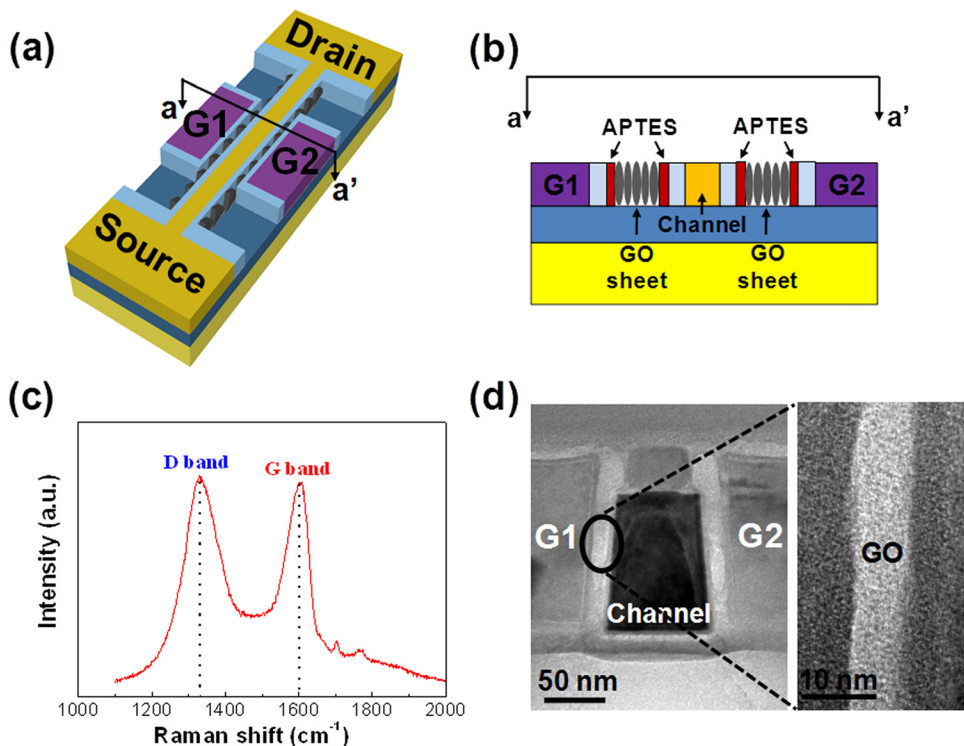 (a)
Drain
a
G1
G2
a'
Source
(b)
a
a'
APTES
APTES
G1
G2
Channel
GO
sheet
GO
sheet
(c)
D band
G band
Intensity (a.u.)
1000
1200
1400
1600
1800
2000
Raman shift (cm-1)
(d)
G1
G2
Channel
50 nm
GO
10 nm